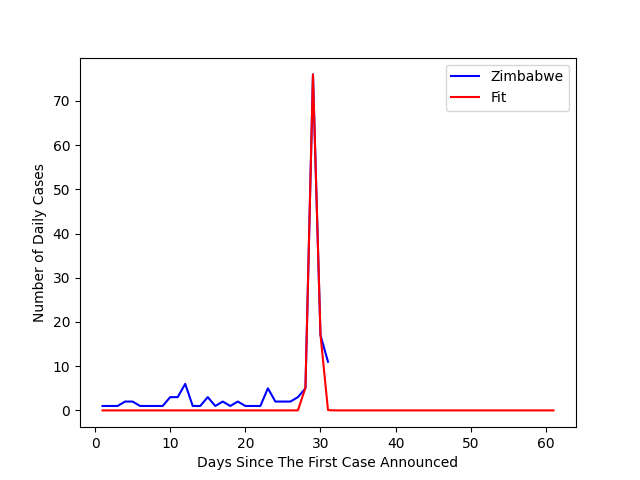 Zimbabwe
Fit
70
60
50
40
30
20
10
0
Number of Daily Cases
0 10 20 30 40 50 60
Days Since The First Case Announced